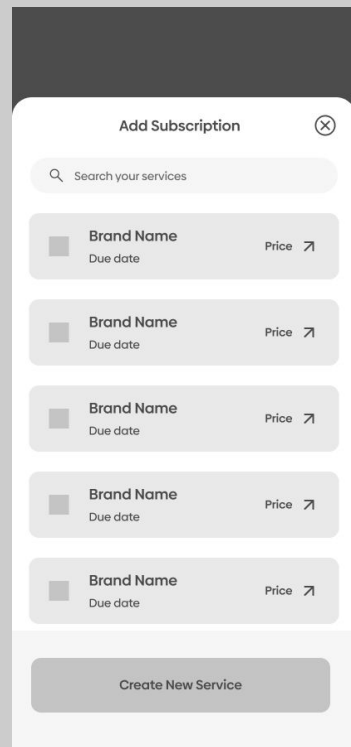 Add Subscription
Search your services
Brand Name
Due date
Price
Brand Name
Due date
Price
Brand Name
Due date
Price
Brand Name
Due date
Price
Brand Name
Due date
Price
Create New Service